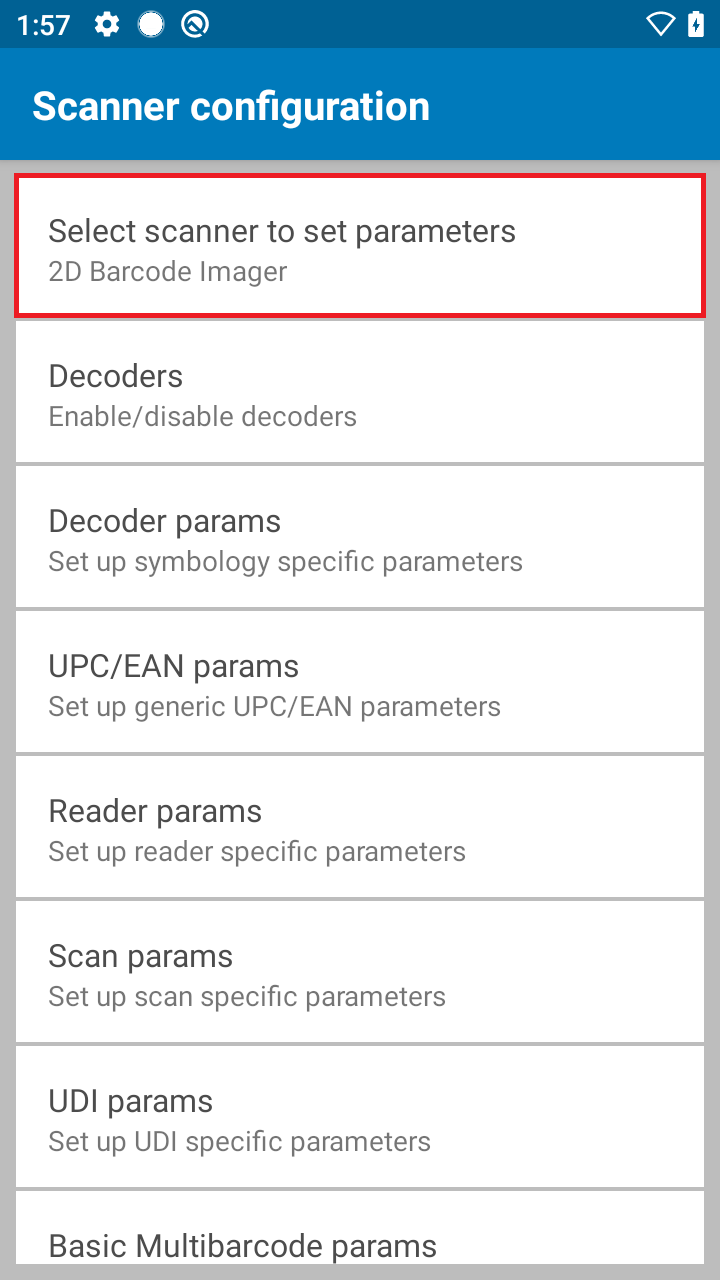 1:57
Scanner configuration
Select scanner to set parameters
2D Barcode Imager
Decoders
Enable/disable decoders
Decoder params
Set up symbology specific parameters
UPC/EAN params
Set up generic UPC/EAN parameters
Reader params
Set up reader specific parameters
Scan params
Set up scan specific parameters
UDI params
Set up UDI specific parameters
Basic Multibarcode params